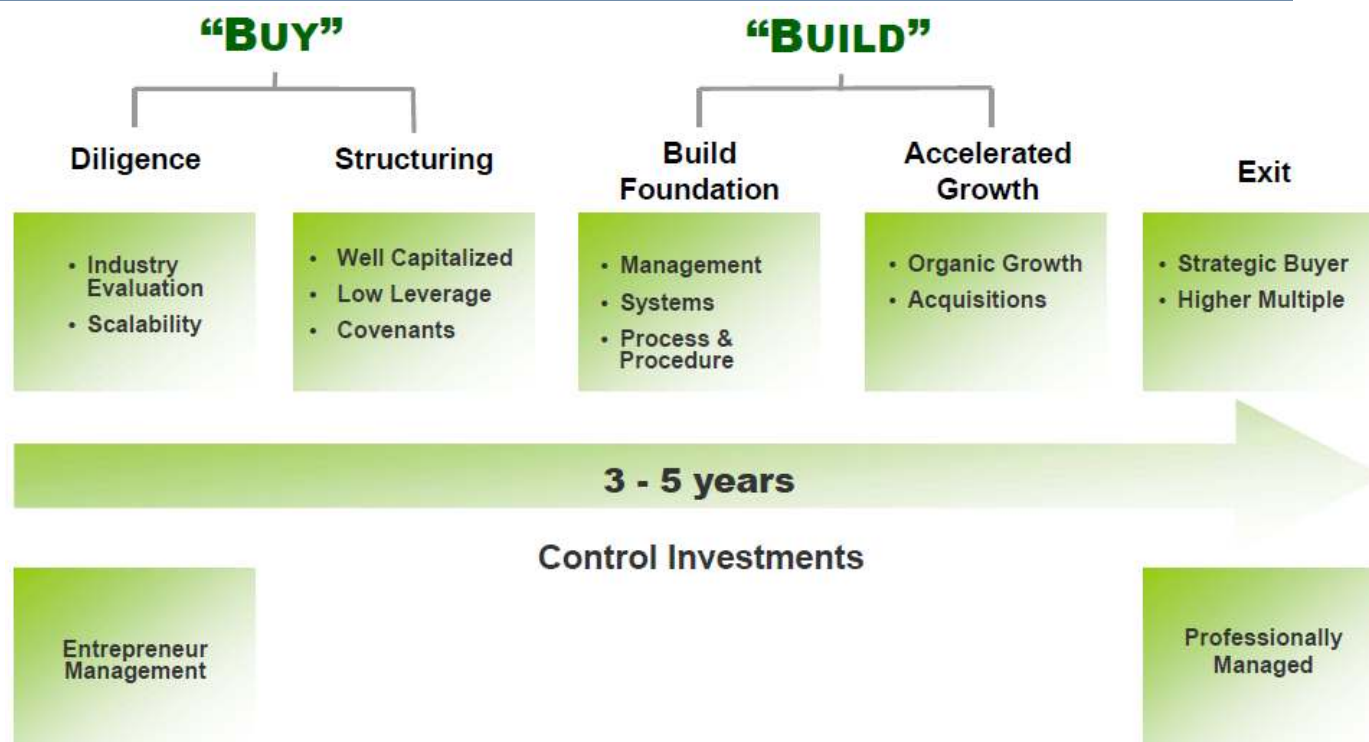 “BUY”
“BUILD”
Diligence
Structuring
Build
Foundation
Accelerated
Growth
Exit
• Industry
Evaluation
• Scalability
• Well Capitalized
• Low Leverage
• Covenants
• Management
• Systems
• Process &
Procedure
• Organic Growth
• Acquisitions
• Strategic Buyer
• Higher Multiple
3 - 5 years
Control Investments
Entrepreneur
Management
Professionally
Managed